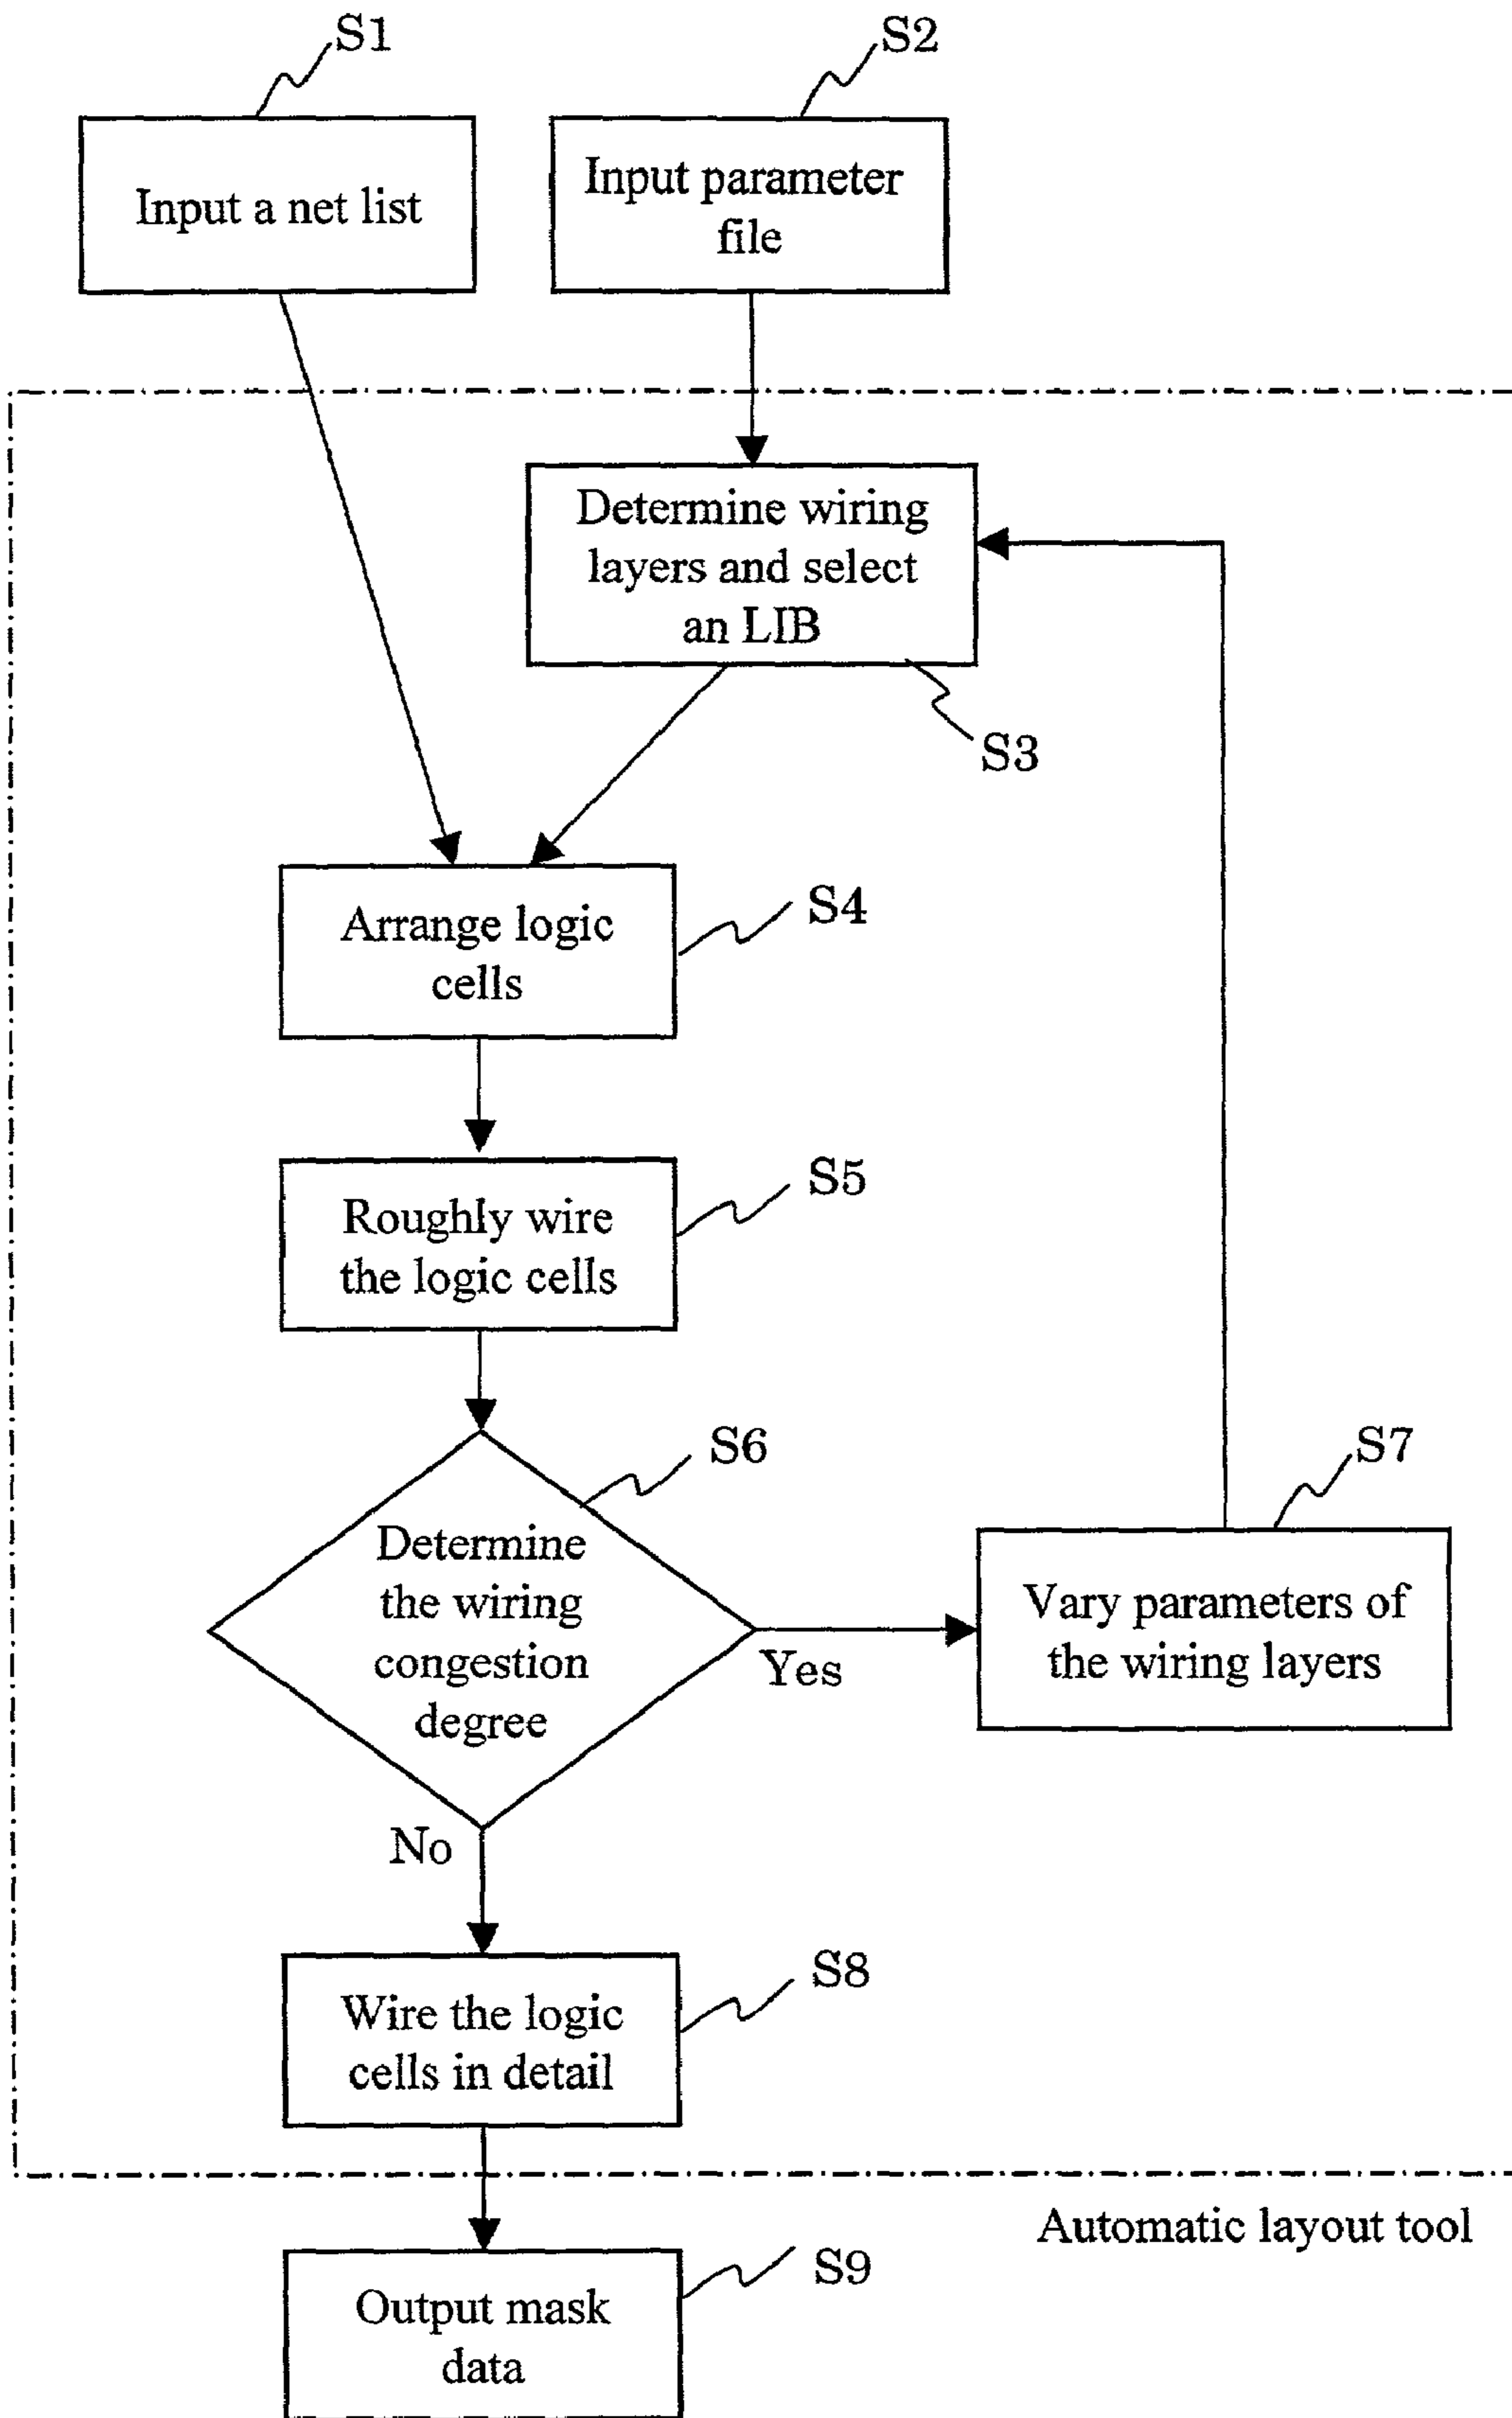 S1
S2
Input a net list
Input parameter
file
Determine wiring
layers and select
an LIB
S3
Arrange logic
cells
S4
Roughly wire
the logic cells
S5
Determine
the wiring
congestion
degree
S6
Yes
S7
Vary parameters of
the wiring layers
No
Wire the logic
cells in detail
S8
Automatic layout tool
Output mask
data
S9